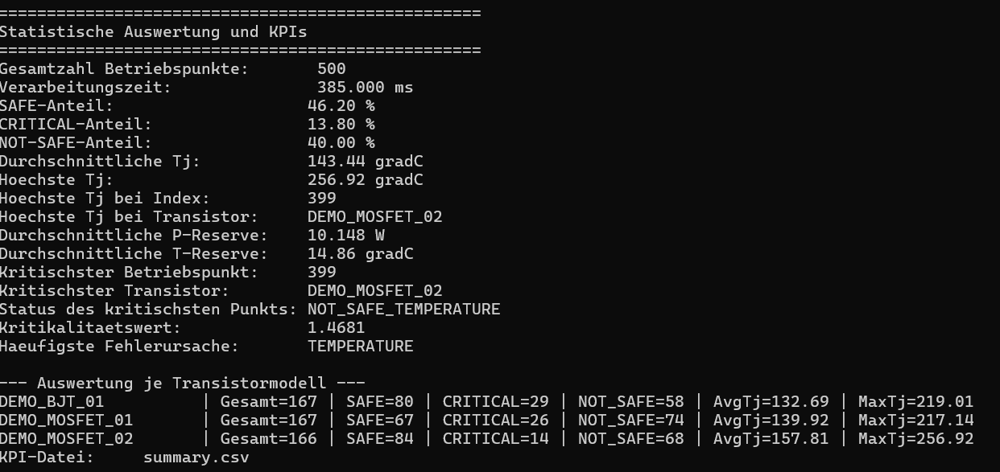 ==================================================
Statistische Auswertung und KPIs
==================================================
Gesamtzahl Betriebspunkte:       500
Verarbeitungszeit:               385.000 ms
SAFE-Anteil:                    46.20 %
CRITICAL-Anteil:                13.80 %
NOT-SAFE-Anteil:                40.00 %
Durchschnittliche Tj:           143.44 gradC
Hoechste Tj:                    256.92 gradC
Hoechste Tj bei Index:          399
Hoechste Tj bei Transistor:     DEMO_MOSFET_02
Durchschnittliche P-Reserve:    10.148 W
Durchschnittliche T-Reserve:    14.86 gradC
Kritischster Betriebspunkt:     399
Kritischster Transistor:        DEMO_MOSFET_02
Status des kritischsten Punkts: NOT_SAFE_TEMPERATURE
Kritikalitaetswert:             1.4681
Haeufigste Fehlerursache:       TEMPERATURE
--- Auswertung je Transistormodell ---
DEMO_BJT_01          | Gesamt=167 | SAFE=80 | CRITICAL=29 | NOT_SAFE=58 | AvgTj=132.69 | MaxTj=219.01
DEMO_MOSFET_01       | Gesamt=167 | SAFE=67 | CRITICAL=26 | NOT_SAFE=74 | AvgTj=139.92 | MaxTj=217.14
DEMO_MOSFET_02       | Gesamt=166 | SAFE=84 | CRITICAL=14 | NOT_SAFE=68 | AvgTj=157.81 | MaxTj=256.92
KPI-Datei:     summary.csv